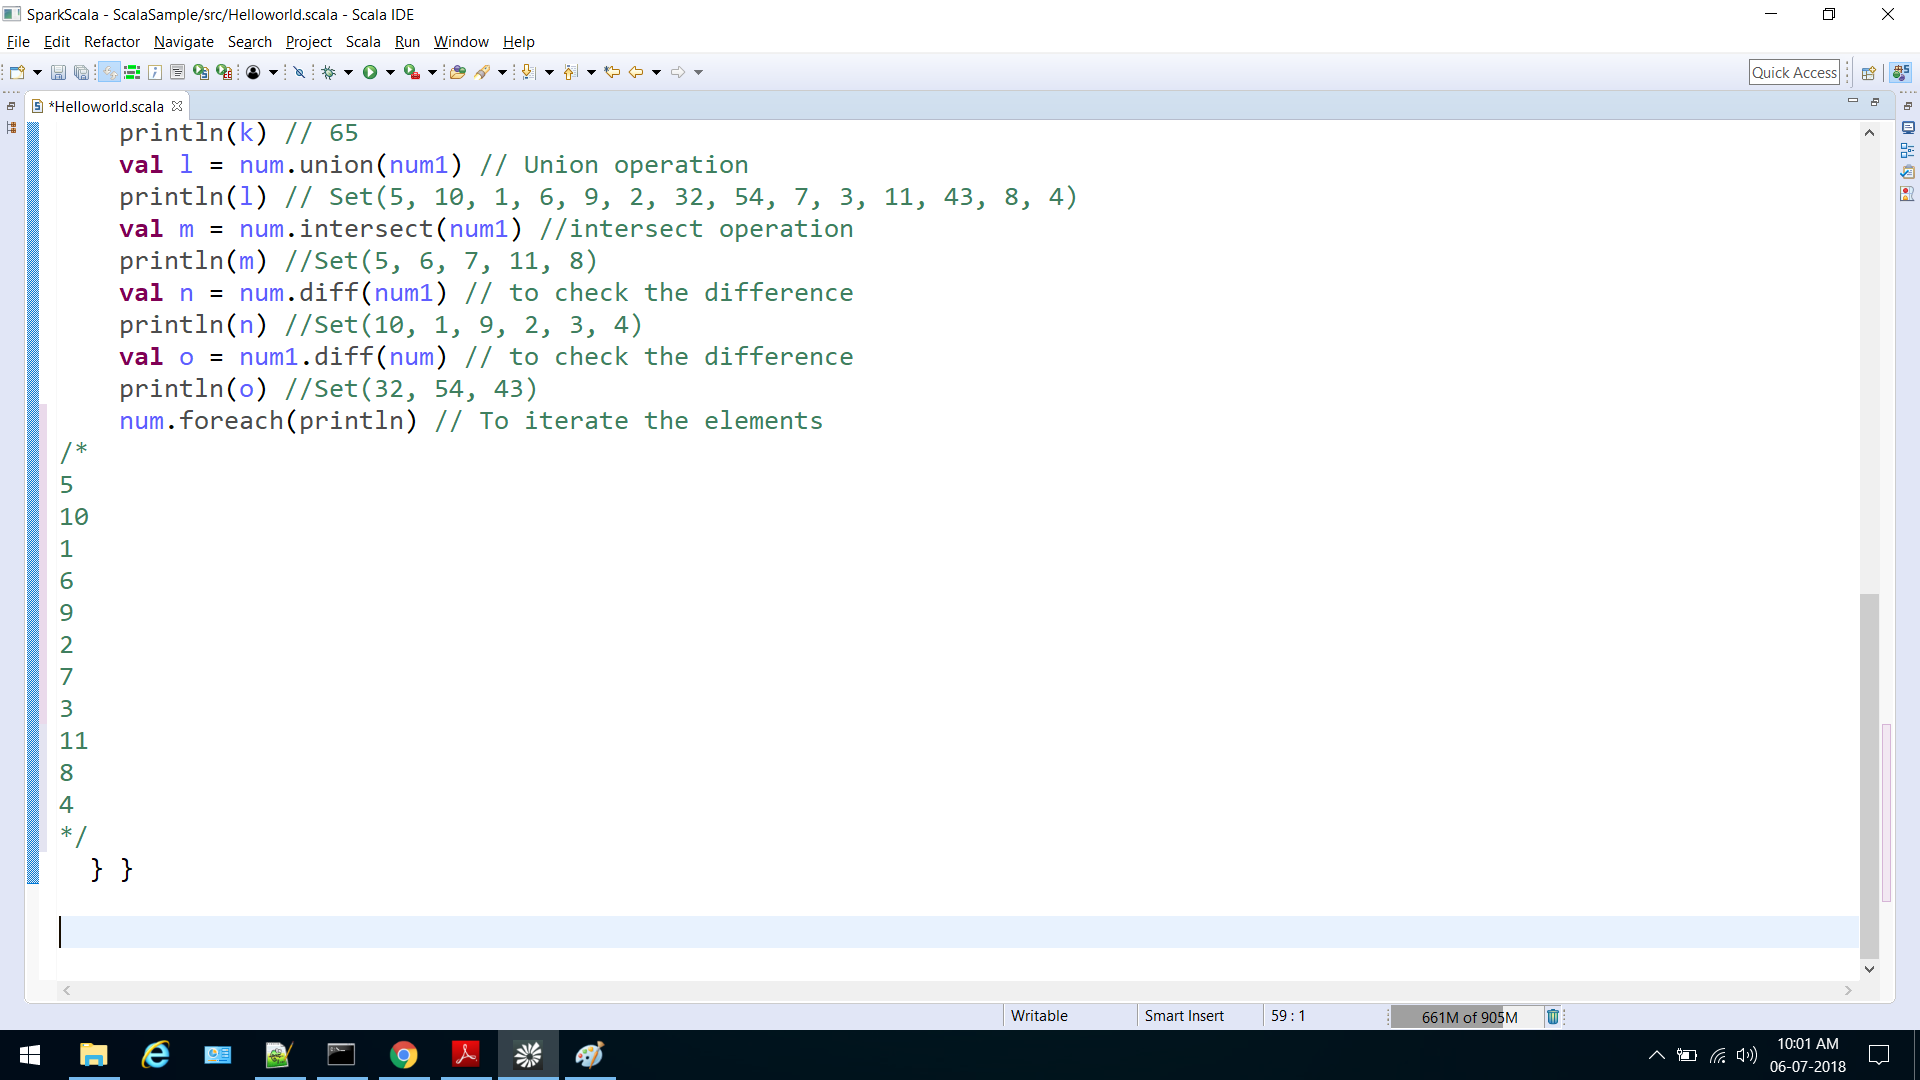 SparkScala - ScalaSample/src/Helloworld.scala - Scala IDE
File Edit Refactor Navigate Search Project Scala Run Window Help
Quick Access
*Helloworld.scala
println(k) // 65
val l = num.union(num1) // Union operation
println(l) // Set(5, 10, 1, 6, 9, 2, 32, 54, 7, 3, 11, 43, 8, 4)
val m = num.intersect(num1) //intersect operation
println(m) //Set(5, 6, 7, 11, 8)
val n = num.diff(num1) // to check the difference
println(n) //Set(10, 1, 9, 2, 3, 4)
val o = num1.diff(num) // to check the difference
println(o) //Set(32, 54, 43)
num.foreach(println) // To iterate the elements
/*
5
10
1
6
9
2
7
3
11
8
4
*/
} }
Writable Smart Insert 59 : 1 661M of 905M
10:01 AM
06-07-2018